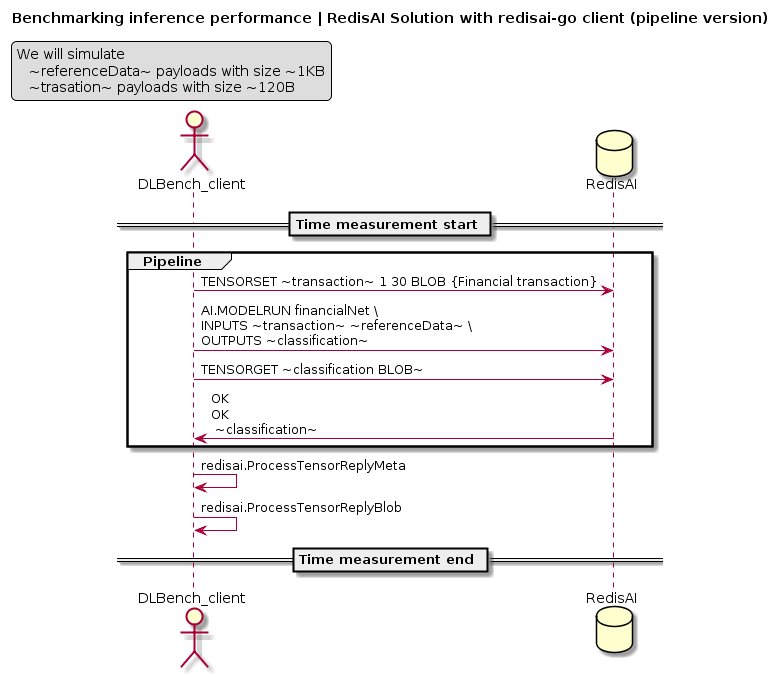 Benchmarking inference performance | RedisAI Solution with redisai-go client (pipeline version)
We will simulate
~referenceData~ payloads with size ~1KB
~trasation~ payloads with size ~120B
DLBench_client
RedisAI
Time measurement start
Pipeline
TENSORSET ~transaction~ 1 30 BLOB {Financial transaction}
AI.MODELRUN financialNet \
INPUTS ~transaction~ ~referenceData~ \
OUTPUTS ~classification~
TENSORGET ~classification BLOB~
OK
OK
~classification~
redisai.ProcessTensorReplyMeta
redisai.ProcessTensorReplyBlob
Time measurement end
DLBench_client
RedisAI